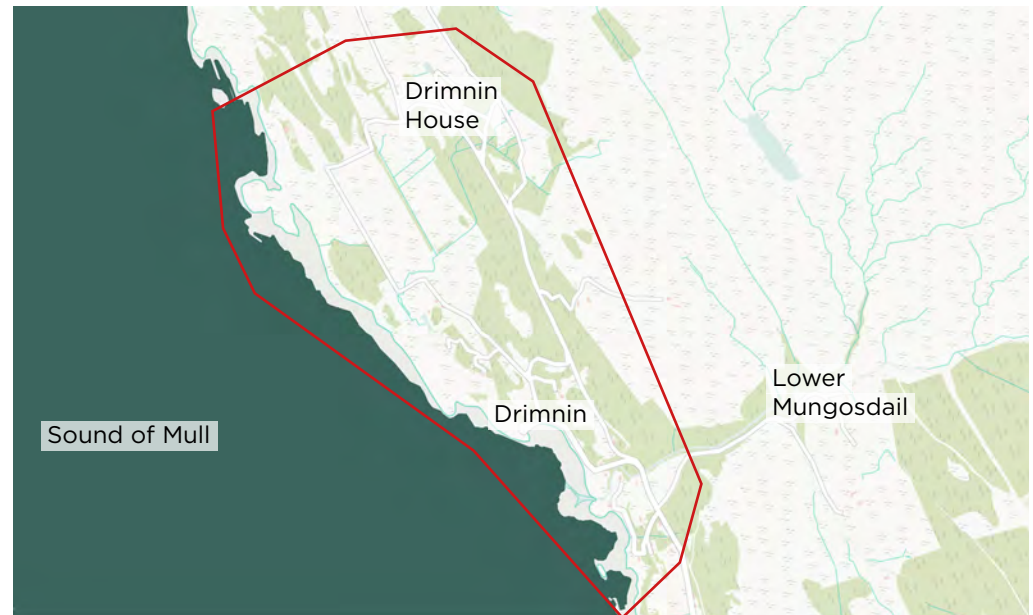 Drimnin
House
Lower
Mungosdail
Drimnin
Sound of Mull